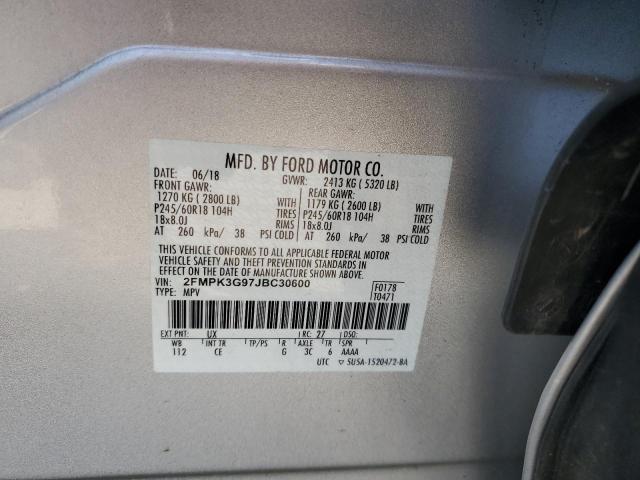 MFD. BY FORD MOTOR CO.
DATE: 06/18 GVWR: 2413 KG ( 5320 LB)
FRONT GAWR: REAR GAWR:
1270 KG ( 2800 LB) WITH 1179 KG ( 2600 LB) WITH
P245/60R18 104H TIRES P245/60R18 104H TIRES
18x8.0J RIMS 18x8.0J RIMS
AT 260 kPa/ 38 PSI COLD AT 260 kPa/ 38 PSI COLD
THIS VEHICLE CONFORMS TO ALL APPLICABLE FEDERAL MOTOR
VEHICLE SAFETY AND THEFT PREVENTION STANDARDS IN
EFFECT ON THE DATE OF MANUFACTURE SHOWN ABOVE.
VIN: 2FMPK3G97JBC30600 F0178
TYPE: MPV T0471
EXT PNT: UX RC: 27 DSO:
WB INT TR TP/PS R AXLE TR SPR
112 CE G 3C 6 AAAA
UTC ▽ 5U5A-1520472-BA